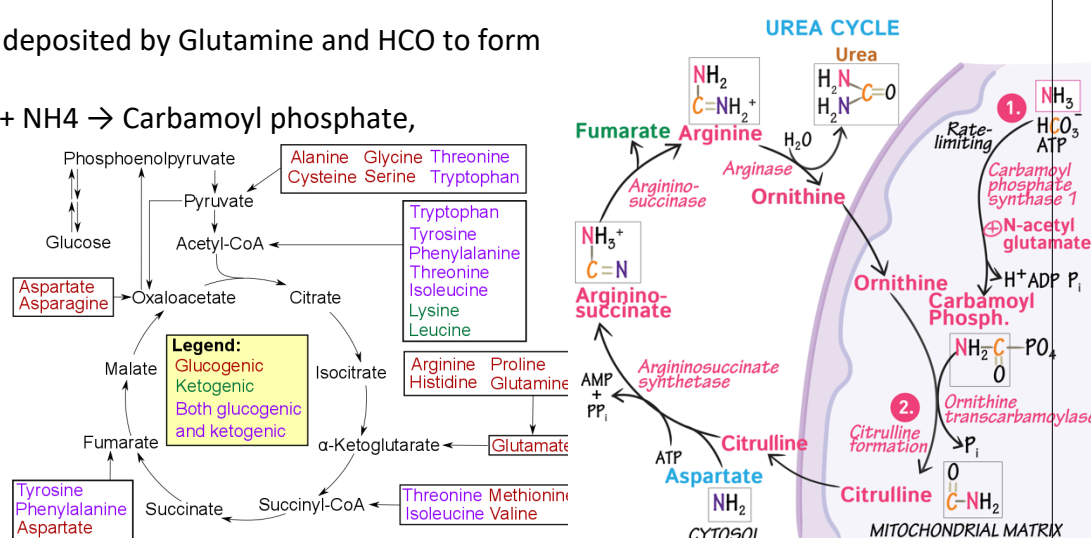 deposited by Glutamine and HCO to form
+ NH4 → Carbamoyl phosphate,
Phosphoenolpyruvate
Alanine Glycine Threonine
Cysteine Serine Tryptophan
Pyruvate
Glucose
Acetyl-CoA
Tryptophan
Tyrosine
Phenylalanine
Threonine
Isoleucine
Lysine
Leucine
Aspartate
Asparagine
Oxaloacetate
Citrate
Legend:
Glucogenic
Ketogenic
Both glucogenic
and ketogenic
Malate
Isocitrate
Arginine Proline
Histidine Glutamine
Fumarate
α-Ketoglutarate
Glutamate
Tyrosine
Phenylalanine
Aspartate
Succinate
Succinyl-CoA
Threonine Methionine
Isoleucine Valine
UREA CYCLE
Urea
NH2
C=NH2+
H2N
H2N
C=O
Fumarate
Arginine
H2O
Arginase
Ornithine
Arginino-
succinase
NH3+
C=N
Arginino-
succinate
Argininosuccinate
synthetase
AMP
+
PPi
ATP
Citrulline
Aspartate
NH2
CYTOSOL
1.
NH3
HCO3-
ATP
Rate-
limiting
Carbamoyl
phosphate
synthase 1
+ N-acetyl
glutamate
H+ ADP Pi
Ornithine
Carbamoyl
Phosph.
NH2-C-PO4
O
2.
Ornithine
transcarbamoylase
Citrulline
formation
Pi
Citrulline
O
C-NH2
MITOCHONDRIAL MATRIX